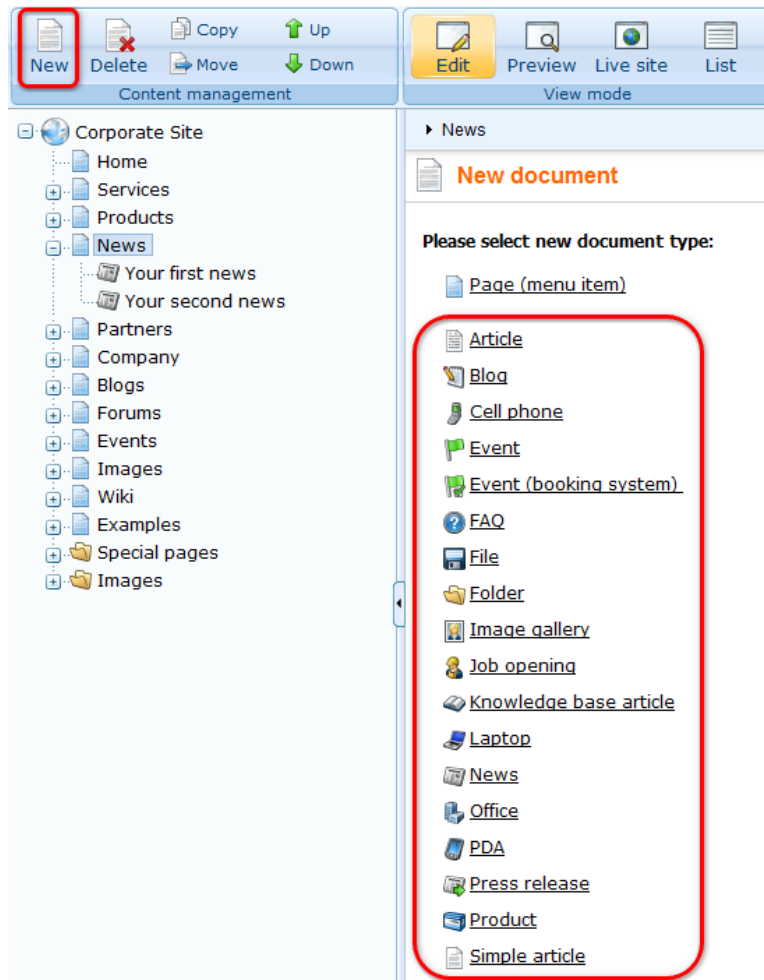 New
Delete
Copy
Move
Up
Down
Content management
Edit
Preview
Live site
List
View mode
Corporate Site
Home
Services
Products
News
Your first news
Your second news
Partners
Company
Blogs
Forums
Events
Images
Wiki
Examples
Special pages
Images
News
New document
Please select new document type:
Page (menu item)
Article
Blog
Cell phone
Event
Event (booking system)
FAQ
File
Folder
Image gallery
Job opening
Knowledge base article
Laptop
News
Office
PDA
Press release
Product
Simple article